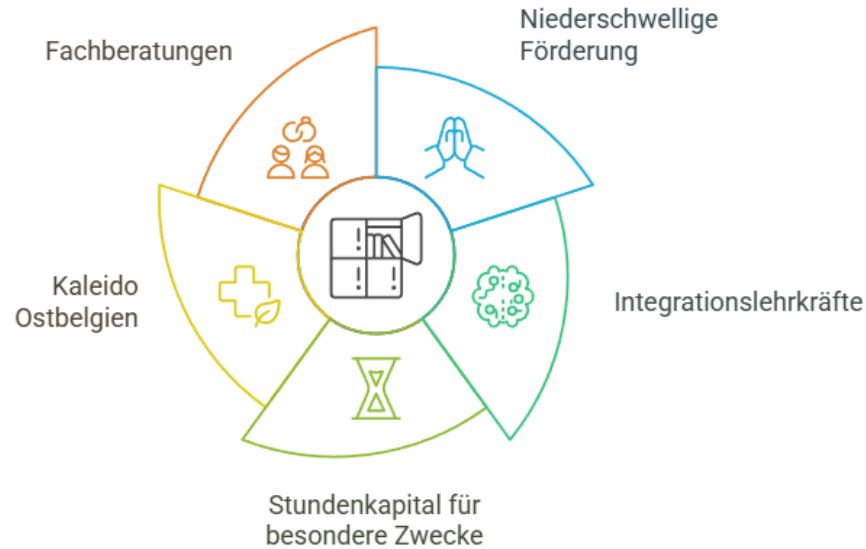 Niederschwellige
Förderung
Fachberatungen
Kaleido
Ostbelgien
Integrationslehrkräfte
Stundenkapital für
besondere Zwecke